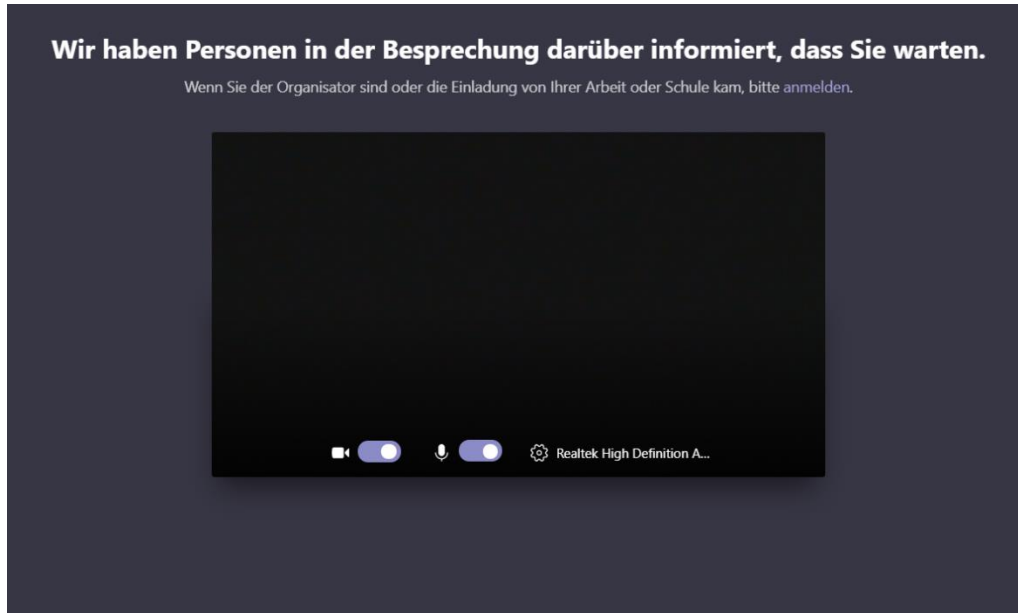 Wir haben Personen in der Besprechung darüber informiert, dass Sie warten.
Wenn Sie der Organisator sind oder die Einladung von Ihrer Arbeit oder Schule kam, bitte anmelden.
Realtek High Definition A...